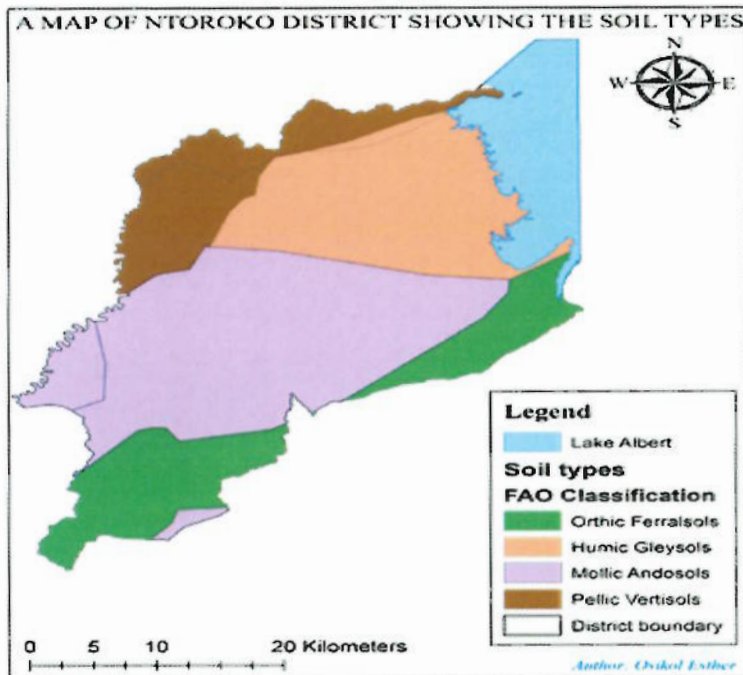 A MAP OF NTOROKO DISTRICT SHOWING THE SOIL TYPES
N
W E
S
Legend
Lake Albert
Soil types
FAO Classification
Orthic Ferralsols
Humic Gleysols
Mollic Andosols
Pellic Vertisols
District boundary
0 5 10 20 Kilometers
Author: Esther